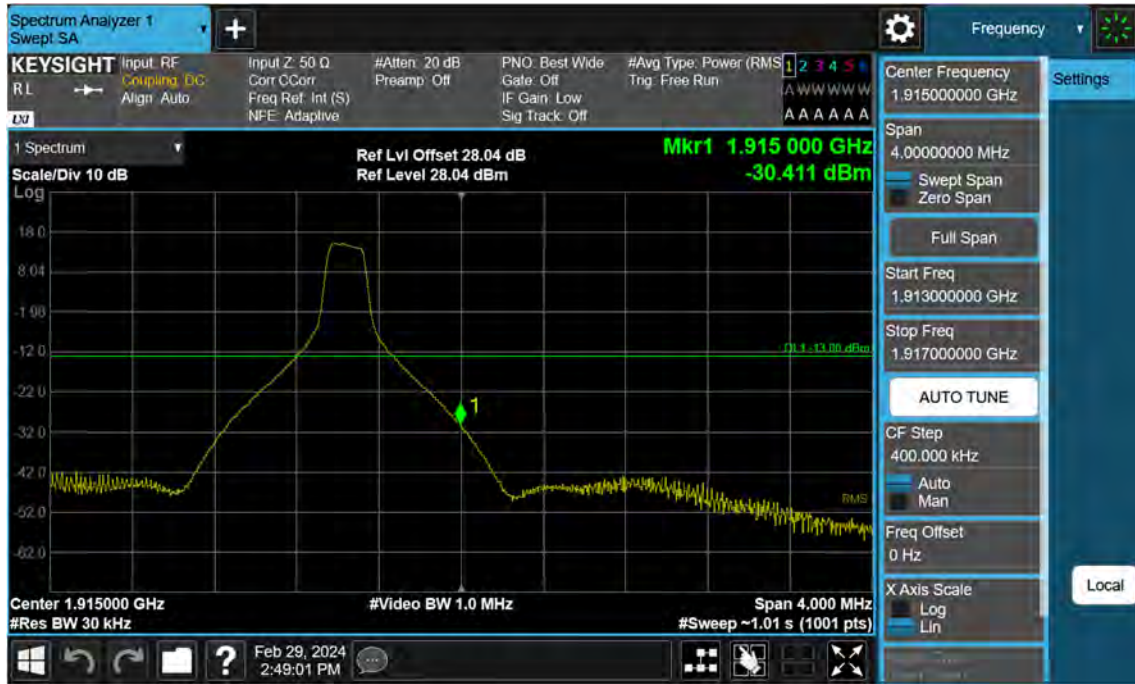 Spectrum Analyzer 1
Swept SA
+
Frequency
KEYSIGHT
RL
LXI
Input: RF
Coupling: DC
Align: Auto
Input Z: 50 Ω
Corr CCorr
Freq Ref: Int (S)
NFE: Adaptive
#Atten: 20 dB
Preamp: Off
PNO: Best Wide
Gate: Off
IF Gain: Low
Sig Track: Off
#Avg Type: Power (RMS
Trig: Free Run
1 2 3 4 5 6
A W W W W W
A A A A A A
1 Spectrum
Scale/Div 10 dB
Ref Lvl Offset 28.04 dB
Ref Level 28.04 dBm
Mkr1 1.915 000 GHz
-30.411 dBm
Log
18.0
8.04
-1.96
-12.0
-22.0
-32.0
-42.0
-52.0
-62.0
DL1 -13.00 dBm
1
RMS
Center 1.915000 GHz
#Res BW 30 kHz
#Video BW 1.0 MHz
Span 4.000 MHz
#Sweep ~1.01 s (1001 pts)
Center Frequency
1.915000000 GHz
Span
4.00000000 MHz
Swept Span
Zero Span
Full Span
Start Freq
1.913000000 GHz
Stop Freq
1.917000000 GHz
AUTO TUNE
CF Step
400.000 kHz
Auto
Man
Freq Offset
0 Hz
X Axis Scale
Log
Lin
Settings
Local
?
Feb 29, 2024
2:49:01 PM